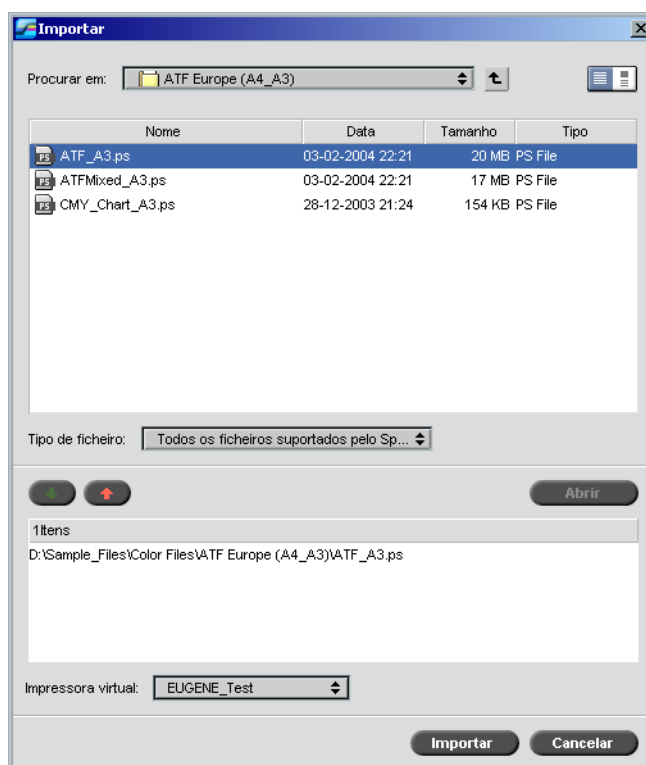 Importar
Procurar em: ATF Europe (A4_A3)
Nome Data Tamanho Tipo
ATF_A3.ps 03-02-2004 22:21 20 MB PS File
ATFMixed_A3.ps 03-02-2004 22:21 17 MB PS File
CMY_Chart_A3.ps 28-12-2003 21:24 154 KB PS File
Tipo de ficheiro: Todos os ficheiros suportados pelo Sp...
Abrir
1Itens
D:\Sample_Files\Color Files\ATF Europe (A4_A3)\ATF_A3.ps
Impressora virtual: EUGENE_Test
Importar Cancelar